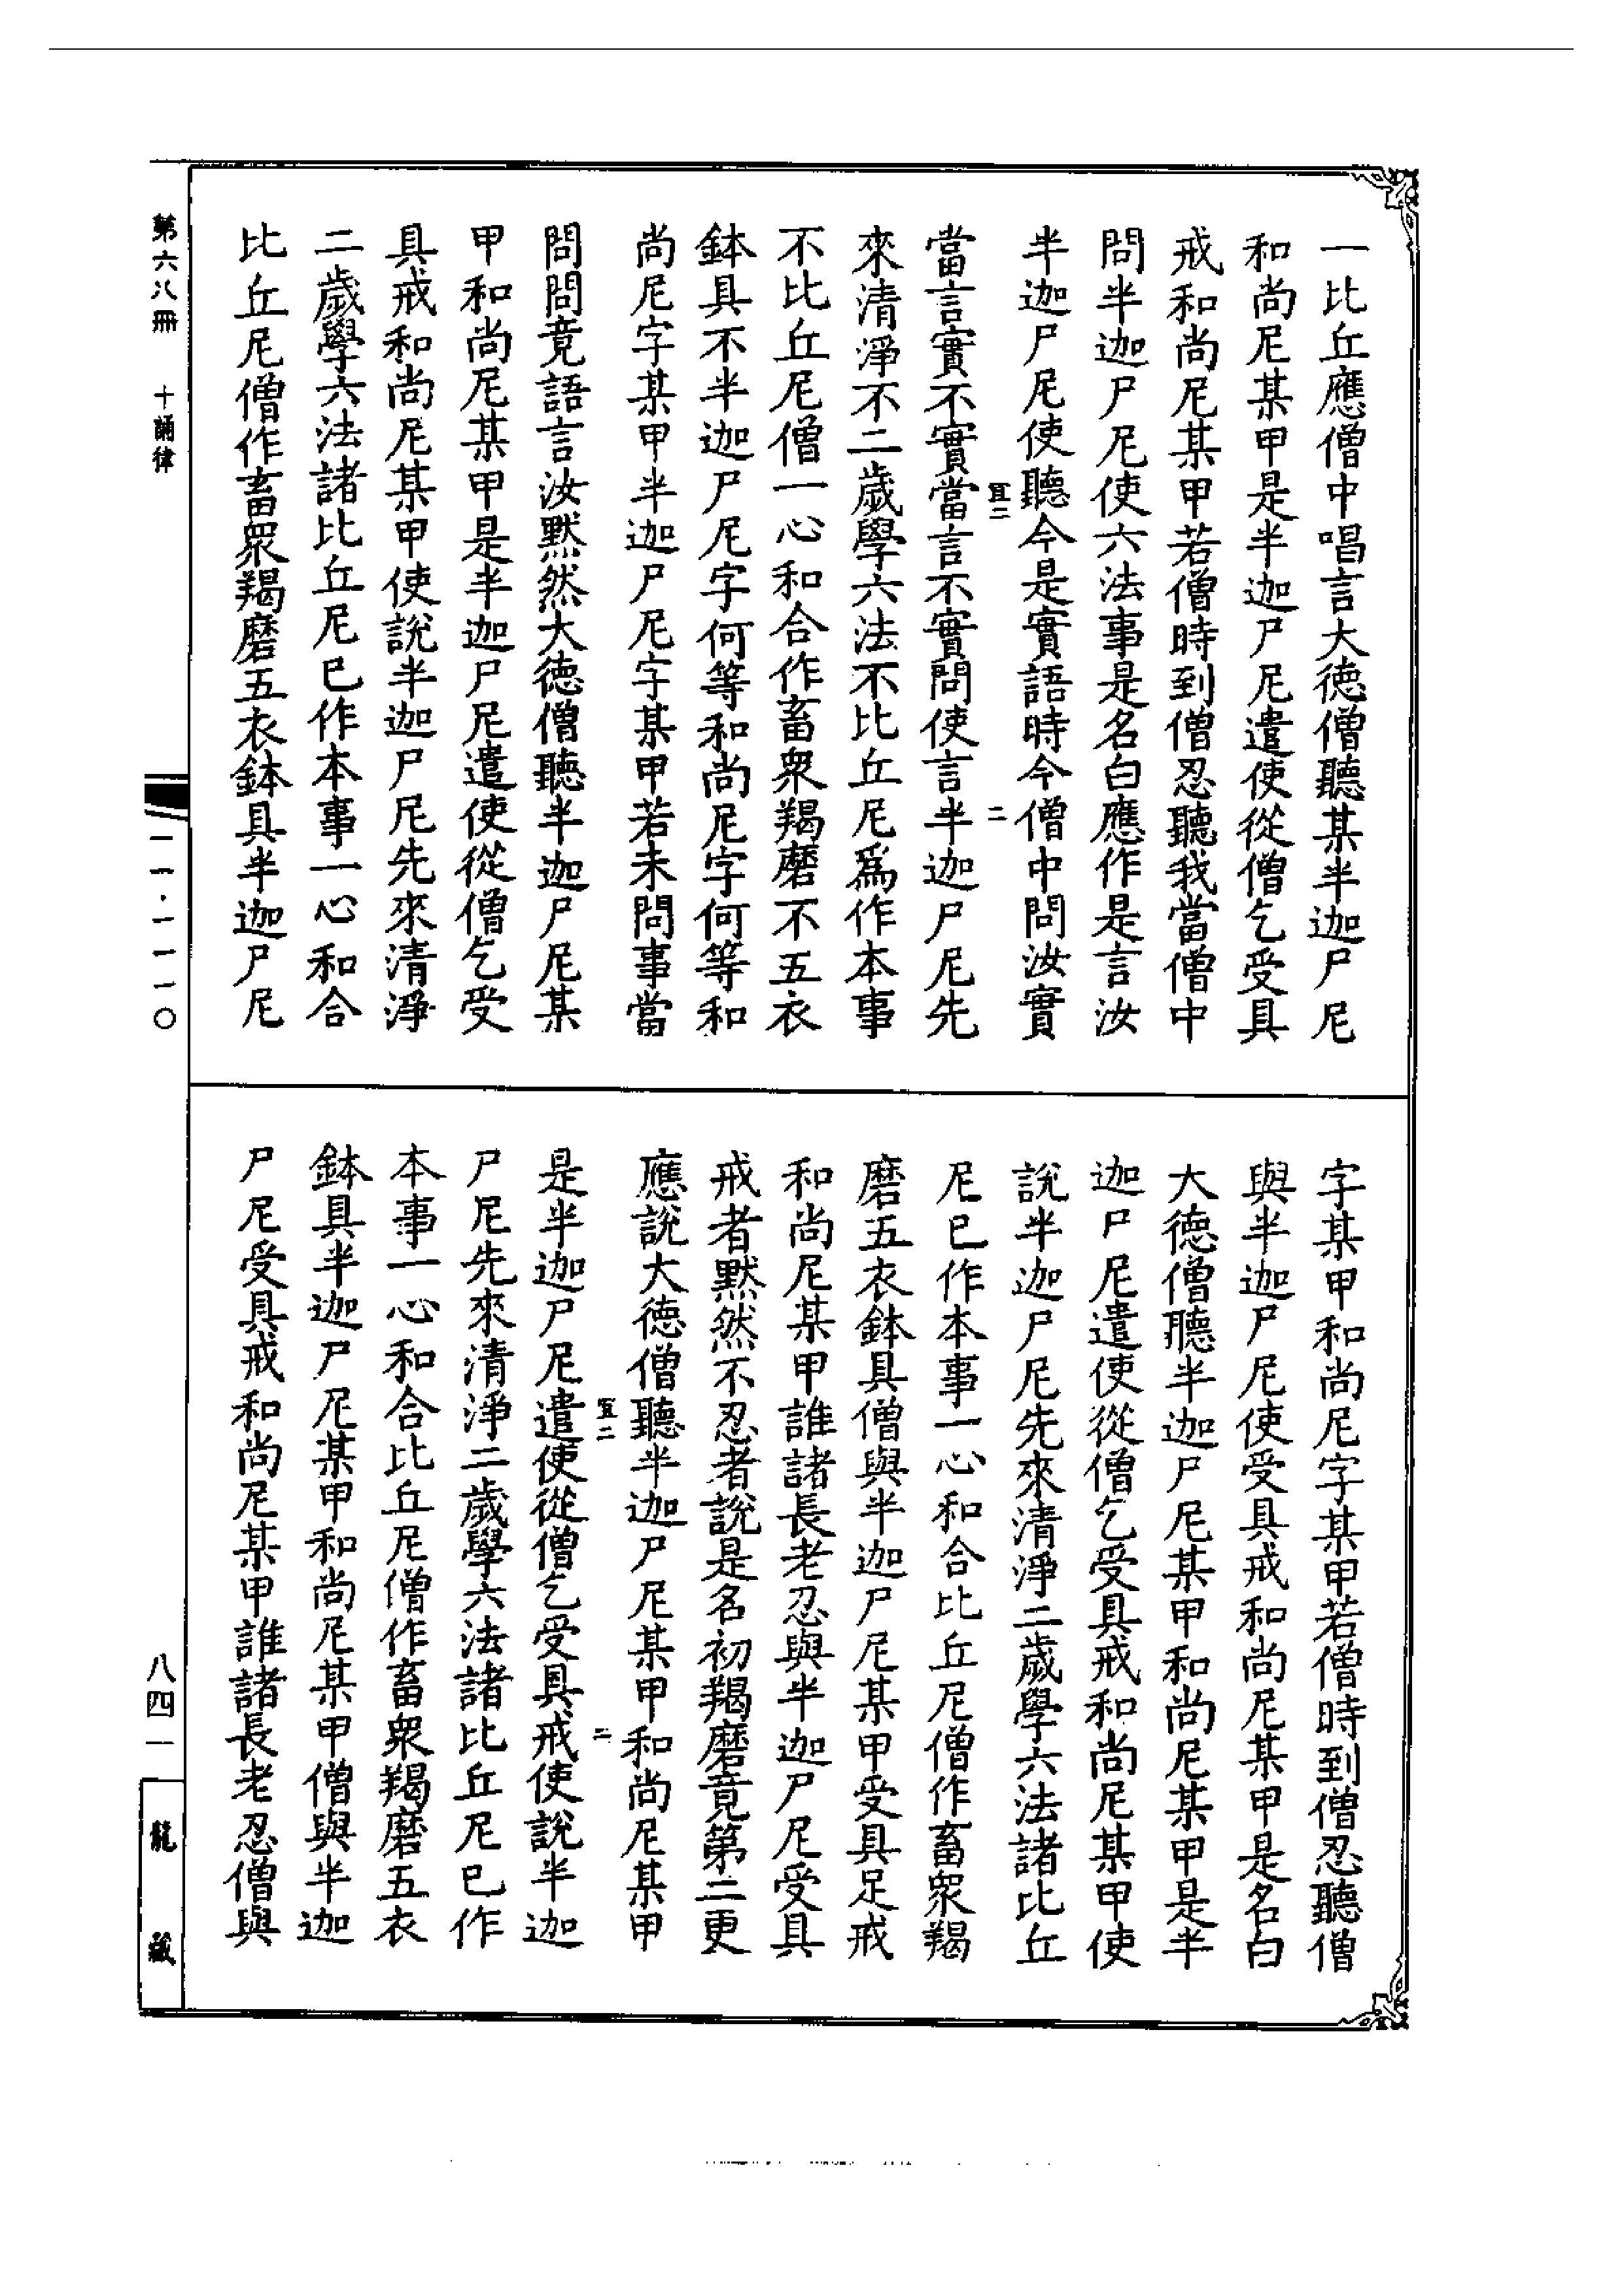 一比丘應僧中唱言大德僧聽某半迦尸尼
和尚尼某甲是半迦尸尼遣使從僧乞受具
戒和尚尼某甲若僧時到僧忍聽我當僧中
問半迦尸尼使六法事是名白應作是言汝
半迦尸尼使聽今是實語時今僧中問汝實
當言實不實當言不實問使言半迦尸尼先
來清淨不二歲學六法不比丘尼爲作本事
不比丘尼僧一心和合作畜眾羯磨不五衣
鉢具不半迦尸尼字何等和尚尼字何等和
尚尼字某甲半迦尸尼字某甲若未問事當
問問竟語言汝默然大德僧聽半迦尸尼某
甲和尚尼某甲是半迦尸尼遣使從僧乞受
具戒和尚尼某甲使說半迦尸尼先來清淨
二歲學六法諸比丘尼已作本事一心和合
比丘尼僧作畜眾羯磨五衣鉢具半迦尸尼
字某甲和尚尼字某甲若僧時到僧忍聽僧
與半迦尸尼使受具戒和尚尼某甲是名白
大德僧聽半迦尸尼某甲和尚尼某甲是半
迦尸尼遣使從僧乞受具戒和尚尼某甲使
說半迦尸尼先來清淨二歲學六法諸比丘
尼已作本事一心和合比丘尼僧作畜眾羯
磨五衣鉢具僧與半迦尸尼某甲受具足戒
和尚尼某甲誰諸長老忍與半迦尸尼受具
戒者默然不忍者說是名初羯磨竟第二更
應說大德僧聽半迦尸尼某甲和尚尼某甲
是半迦尸尼遣使從僧乞受具戒使說半迦
尸尼先來清淨二歲學六法諸比丘尼已作
本事一心和合比丘尼僧作畜眾羯磨五衣
鉢具半迦尸尼某甲和尚尼某甲僧與半迦
尸尼受具戒和尚尼某甲誰諸長老忍僧與
第六八冊 十誦律
八四一
龍藏